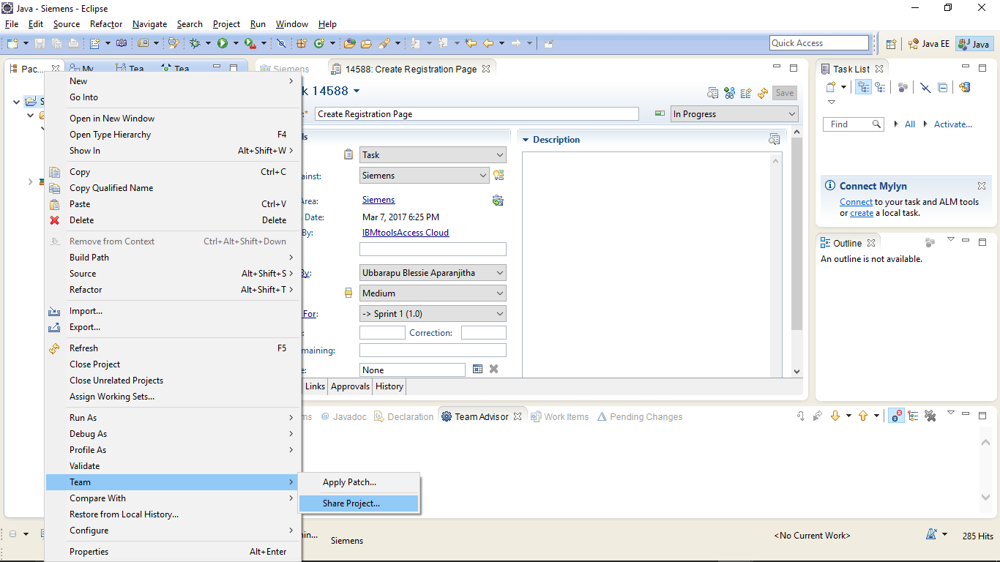 Java - Siemens - Eclipse
File Edit Source Refactor Navigate Search Project Run Window Help
Quick Access
Java EE
Java
Pac...
My
Tea
Tea
Siemens
14588: Create Registration Page
Task List
New
Go Into
Open in New Window
Open Type Hierarchy F4
Show In Alt+Shift+W
Copy Ctrl+C
Copy Qualified Name
Paste Ctrl+V
Delete Delete
Remove from Context Ctrl+Alt+Shift+Down
Build Path
Source Alt+Shift+S
Refactor Alt+Shift+T
Import...
Export...
Refresh F5
Close Project
Close Unrelated Projects
Assign Working Sets...
Run As
Debug As
Profile As
Validate
Team
Compare With
Restore from Local History...
Configure
Properties Alt+Enter
Apply Patch...
Share Project...
k 14588
Save
Create Registration Page
In Progress
ls
Task
ainst:
Siemens
Area:
Siemens
Date:
Mar 7, 2017 6:25 PM
By:
IBMtoolsAccess Cloud
By:
Ubbarapu Blessie Aparanjitha
Medium
For:
-> Sprint 1 (1.0)
Correction:
maining:
e:
None
Description
Links
Approvals
History
Find
All
Activate...
Connect Mylyn
Connect to your task and ALM tools
or create a local task.
Outline
An outline is not available.
ms
@ Javadoc
Declaration
Team Advisor
Work Items
Pending Changes
in...
Siemens
<No Current Work>
285 Hits